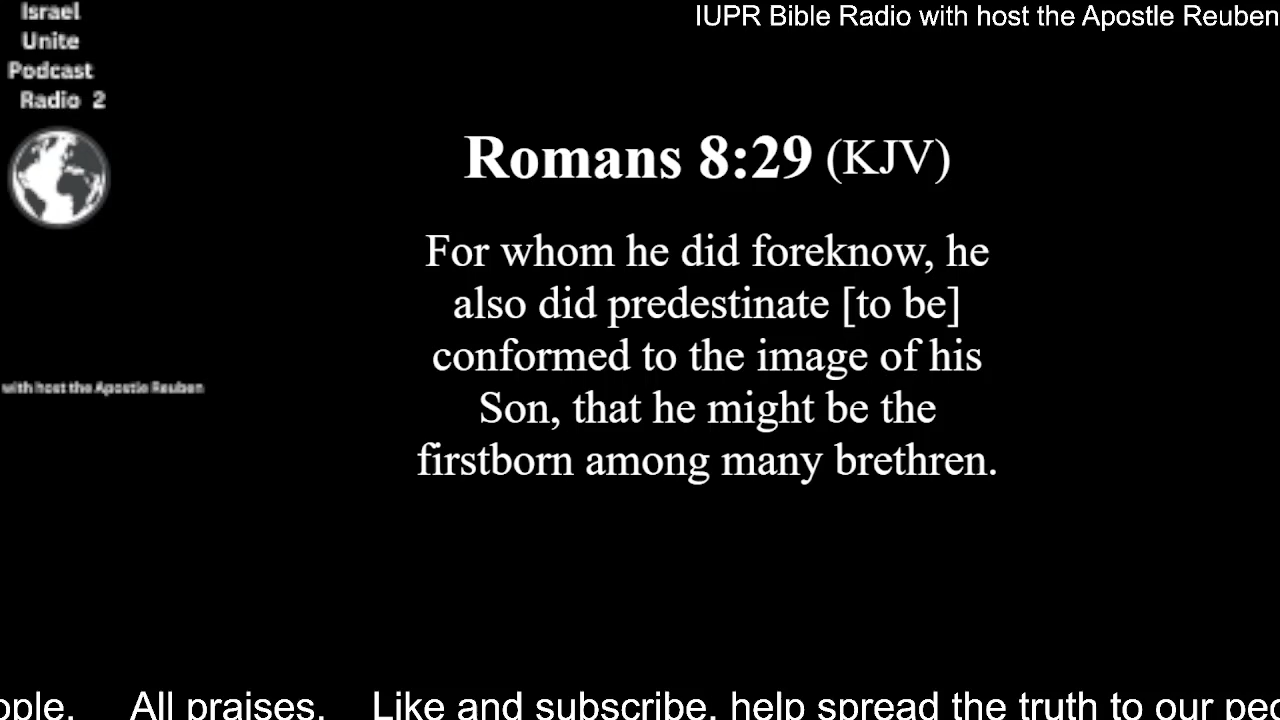 Israel
Unite
Podcast
Radio 2
IUPR Bible Radio with host the Apostle Reuben
Romans 8:29 (KJV)
For whom he did foreknow, he
also did predestinate [to be]
conformed to the image of his
Son, that he might be the
firstborn among many brethren.
with host the Apostle Reuben
All praises. Like and subscribe, help spread the truth to our